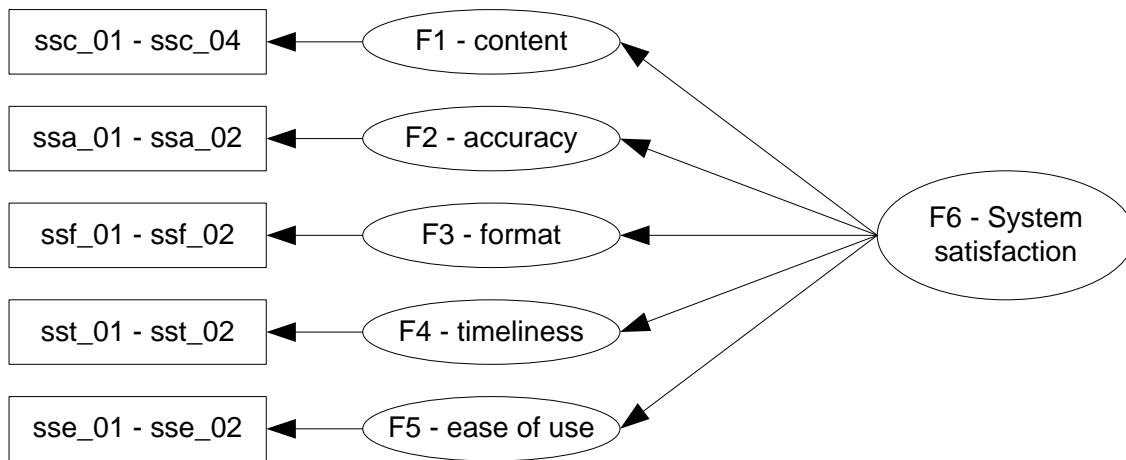 ssc_01 - ssc_04
F1 - content
ssa_01 - ssa_02
F2 - accuracy
ssf_01 - ssf_02
F3 - format
F6 - System
satisfaction
sst_01 - sst_02
F4 - timeliness
sse_01 - sse_02
F5 - ease of use